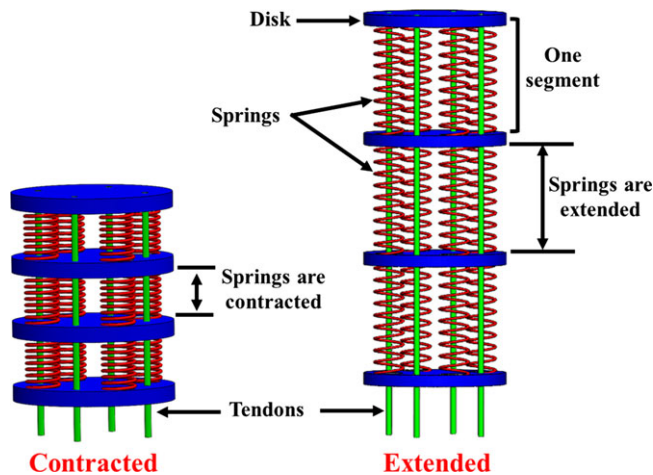 Disk
One
segment
Springs
Springs are
extended
Springs are
contracted
Tendons
Contracted
Extended